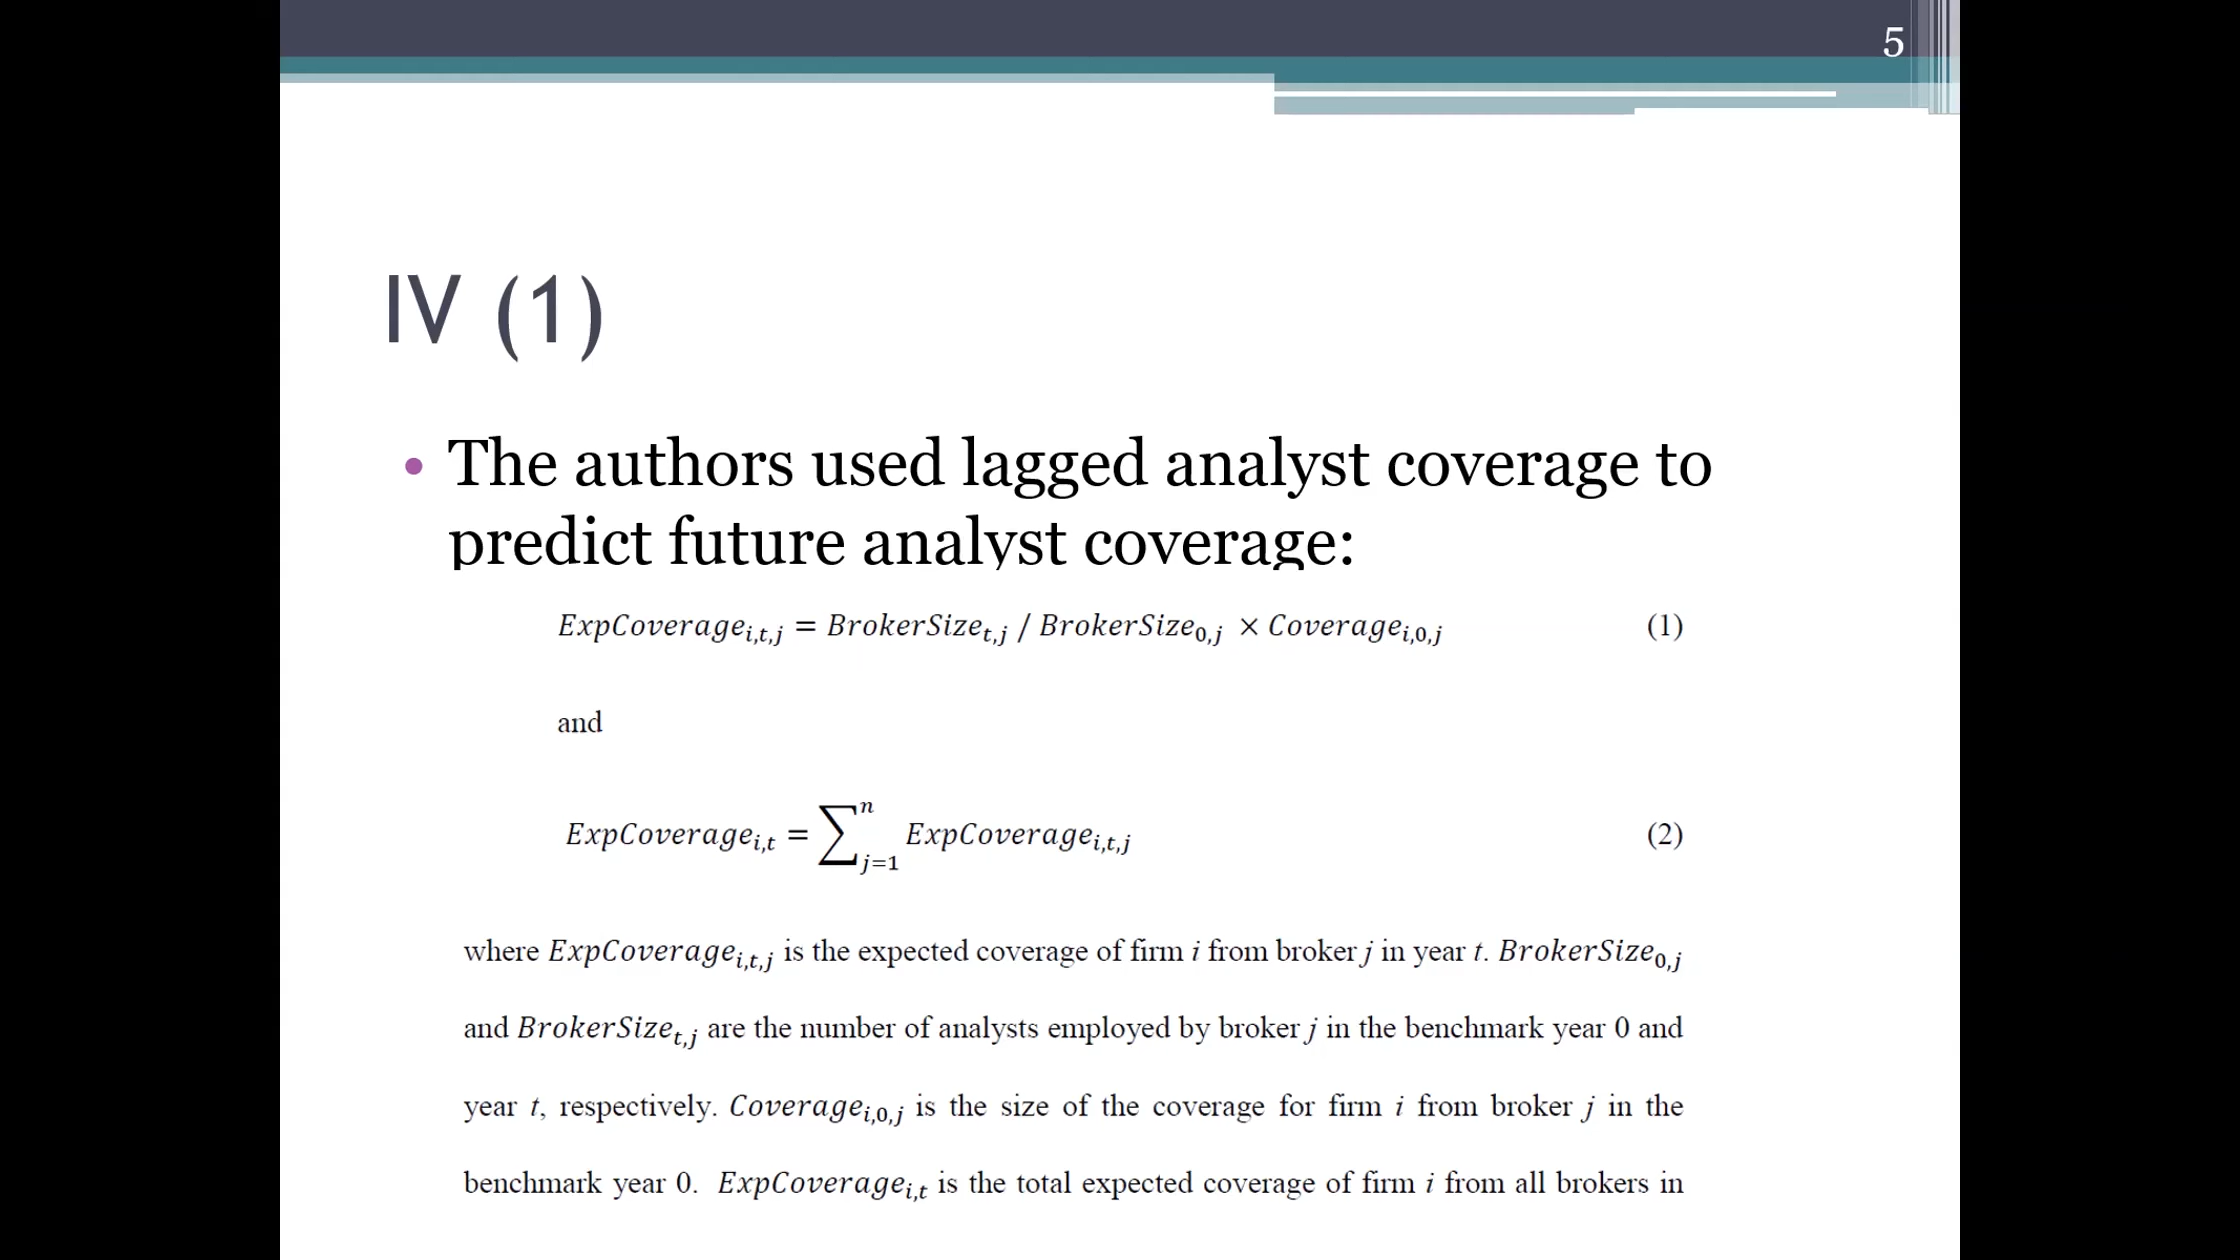 5
IV (1)
• The authors used lagged analyst coverage to
predict future analyst coverage:
ExpCoverage_{i,t,j} = BrokerSize_{t,j} / BrokerSize_{0,j} × Coverage_{i,0,j} (1)
and
ExpCoverage_{i,t} = ∑_{j=1}^{n} ExpCoverage_{i,t,j} (2)
where ExpCoverage_{i,t,j} is the expected coverage of firm i from broker j in year t. BrokerSize_{0,j}
and BrokerSize_{t,j} are the number of analysts employed by broker j in the benchmark year 0 and
year t, respectively. Coverage_{i,0,j} is the size of the coverage for firm i from broker j in the
benchmark year 0. ExpCoverage_{i,t} is the total expected coverage of firm i from all brokers in